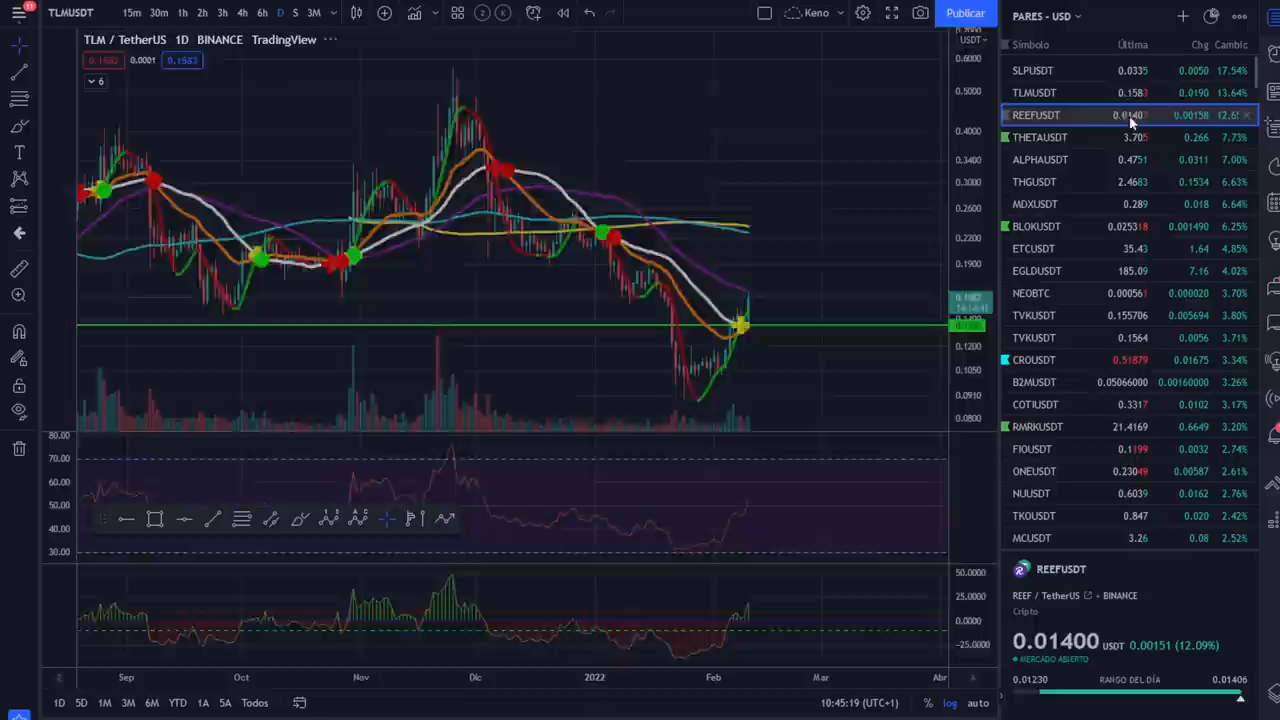 11
TLMUSDT 15m 30m 1h 2h 3h 4h 6h D S 3M 2 K Keno Publicar
TLM / TetherUS 1D BINANCE TradingView ...
0.1582 0.0001 0.1583
6
USDT
0.6000
0.5000
0.4000
0.3400
0.3000
0.2600
0.2200
0.1900
0.1200
0.1050
0.0910
0.0800
80.00
70.00
60.00
50.00
40.00
30.00
50.0000
25.0000
0.0000
-25.0000
Sep Oct Nov Dic 2022 Feb Mar Abr
1D 5D 1M 3M 6M YTD 1A 5A Todos 10:45:19 (UTC+1) % log auto
PARES - USD
Símbolo Última Chg Cambic
SLPUSDT 0.0335 0.0050 17.54%
TLMUSDT 0.1583 0.0190 13.64%
REEFUSDT 0.00158
THETAUSDT 3.705 0.266 7.73%
ALPHAUSDT 0.4751 0.0311 7.00%
THGUSDT 2.4683 0.1534 6.63%
MDXUSDT 0.289 0.018 6.64%
BLOKUSDT 0.025318 0.001490 6.25%
ETCUSDT 35.43 1.64 4.85%
EGLDUSDT 185.09 7.16 4.02%
NEOBTC 0.000561 0.000020 3.70%
TVKUSDT 0.155706 0.005694 3.80%
TVKUSDT 0.1564 0.0056 3.71%
CROUSDT 0.51879 0.01675 3.34%
B2MUSDT 0.05066000 0.00160000 3.26%
COTIUSDT 0.3317 0.0102 3.17%
RMRKUSDT 21.4169 0.6649 3.20%
FIOUSDT 0.1199 0.0032 2.74%
ONEUSDT 0.23049 0.00587 2.61%
NUUSDT 0.6039 0.0162 2.76%
TKOUSDT 0.847 0.020 2.42%
MCUSDT 3.26 0.08 2.52%
REEFUSDT
REEF / TetherUS • BINANCE
Cripto
0.01400 USDT 0.00151 (12.09%)
MERCADO ABIERTO
0.01230 RANGO DEL DÍA 0.01406